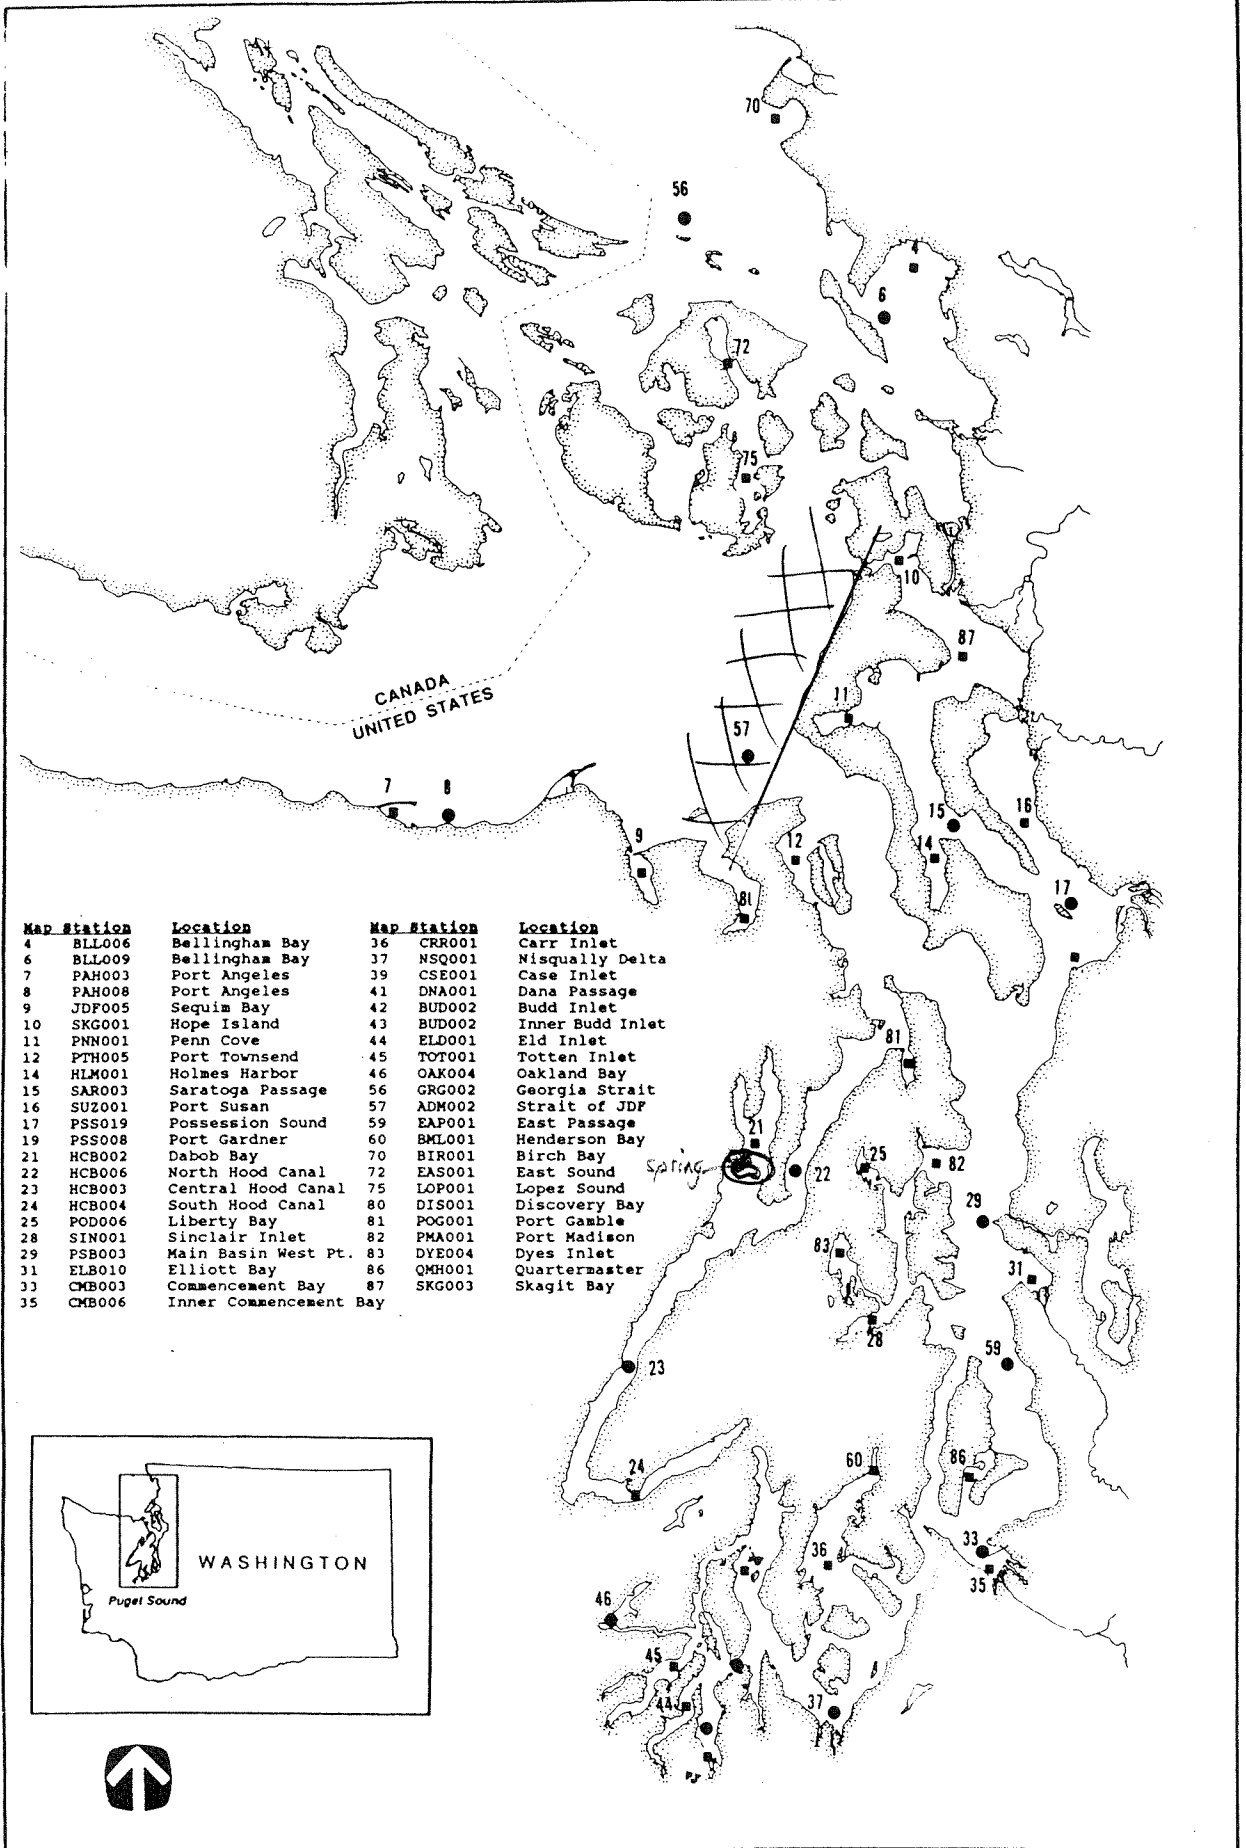 70
56
4
6
72
75
10
87
CANADA
UNITED STATES
11
57
7
8
9
12
15
16
14
17
81
Map Station Location Map Station Location
4 BLL006 Bellingham Bay 36 CRR001 Carr Inlet
6 BLL009 Bellingham Bay 37 NSQ001 Nisqually Delta
7 PAH003 Port Angeles 39 CSE001 Case Inlet
8 PAH008 Port Angeles 41 DNA001 Dana Passage
9 JDF005 Sequim Bay 42 BUD002 Budd Inlet
10 SKG001 Hope Island 43 BUD002 Inner Budd Inlet
11 PNN001 Penn Cove 44 ELD001 Eld Inlet
12 PTH005 Port Townsend 45 TOT001 Totten Inlet
14 HLM001 Holmes Harbor 46 OAK004 Oakland Bay
15 SAR003 Saratoga Passage 56 GRG002 Georgia Strait
16 SUZ001 Port Susan 57 ADM002 Strait of JDF
17 PSS019 Possession Sound 59 EAP001 East Passage
19 PSS008 Port Gardner 60 BML001 Henderson Bay
21 HCB002 Dabob Bay 70 BIR001 Birch Bay
22 HCB006 North Hood Canal 72 EAS001 East Sound
23 HCB003 Central Hood Canal 75 LOP001 Lopez Sound
24 HCB004 South Hood Canal 80 DIS001 Discovery Bay
25 POD006 Liberty Bay 81 POG001 Port Gamble
28 SIN001 Sinclair Inlet 82 PMA001 Port Madison
29 PSB003 Main Basin West Pt. 83 DYE004 Dyes Inlet
31 ELB010 Elliott Bay 86 QMH001 Quartermaster
33 CMB003 Commencement Bay 87 SKG003 Skagit Bay
35 CMB006 Inner Commencement Bay
81
21
spring
22
25
82
29
83
31
28
59
23
24
60
86
33
36
35
46
45
44
37
WASHINGTON
Puget Sound